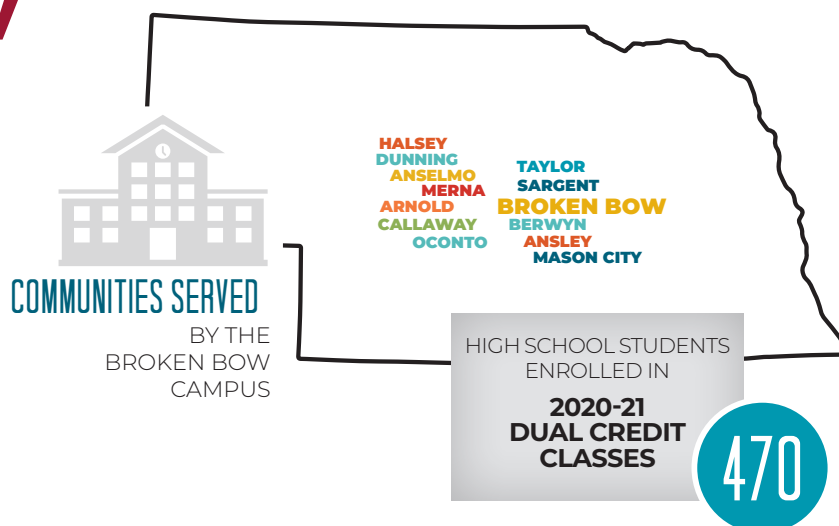 HALSEY
DUNNING
ANSELMO
MERNA
ARNOLD
CALLAWAY
OCONTO
TAYLOR
SARGENT
BROKEN BOW
BERWYN
ANSLEY
MASON CITY
COMMUNITIES SERVED
BY THE
BROKEN BOW
CAMPUS
HIGH SCHOOL STUDENTS
ENROLLED IN
2020-21
DUAL CREDIT
CLASSES
470